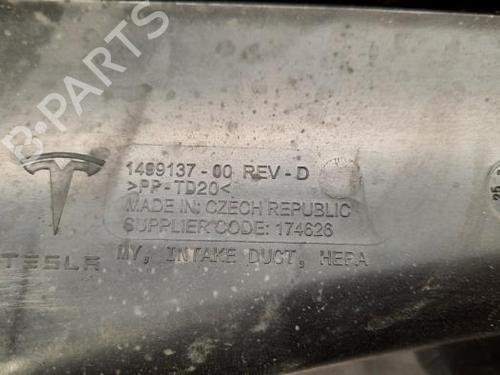 B-Parts
1499137-00 REV-D
>PP-TD20<
MADE IN: CZECH REPUBLIC
SUPPLIER CODE: 174626
TESLA
MY, INTAKE DUCT, HEPA